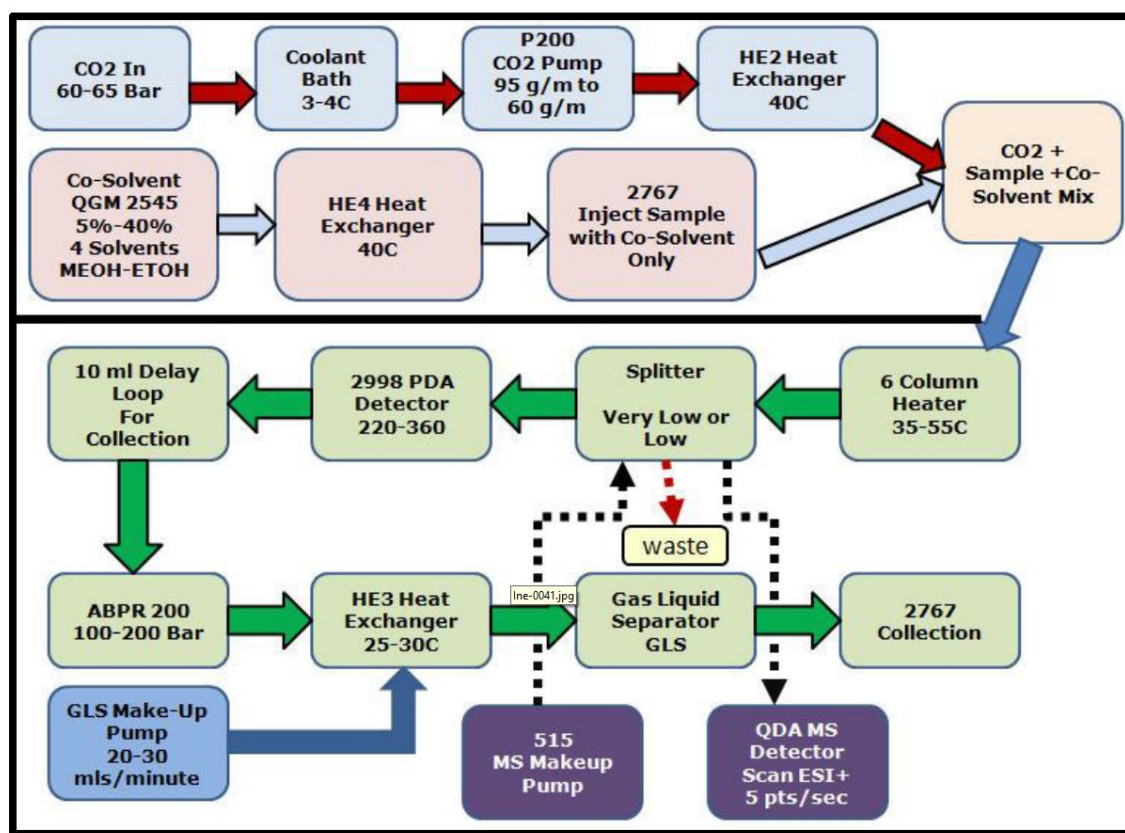 CO2 In
60-65 Bar
Coolant
Bath
3-4C
P200
CO2 Pump
95 g/m to
60 g/m
HE2 Heat
Exchanger
40C
CO2 +
Sample +Co-
Solvent Mix
Co-Solvent
QGM 2545
5%-40%
4 Solvents
MEOH-ETOH
HE4 Heat
Exchanger
40C
2767
Inject Sample
with Co-Solvent
Only
10 ml Delay
Loop
For
Collection
2998 PDA
Detector
220-360
Splitter
Very Low or
Low
6 Column
Heater
35-55C
waste
ABPR 200
100-200 Bar
HE3 Heat
Exchanger
25-30C
lne-0041.jpg
Gas Liquid
Separator
GLS
2767
Collection
GLS Make-Up
Pump
20-30
mls/minute
515
MS Makeup
Pump
QDA MS
Detector
Scan ESI+
5 pts/sec